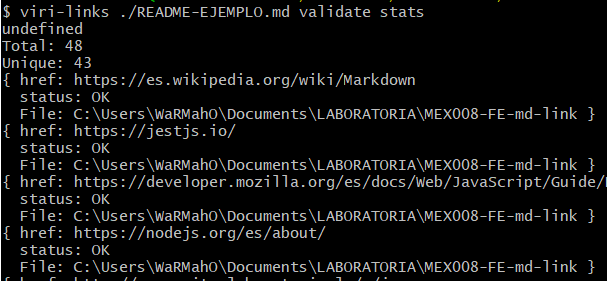 $ viri-links ./README-EJEMPLO.md validate stats
undefined
Total: 48
Unique: 43
{ href: https://es.wikipedia.org/wiki/Markdown
status: OK
File: C:\Users\WaRMahO\Documents\LABORATORIA\MEX008-FE-md-link }
{ href: https://jestjs.io/
status: OK
File: C:\Users\WaRMahO\Documents\LABORATORIA\MEX008-FE-md-link }
{ href: https://developer.mozilla.org/es/docs/Web/JavaScript/Guide/
status: OK
File: C:\Users\WaRMahO\Documents\LABORATORIA\MEX008-FE-md-link }
{ href: https://nodejs.org/es/about/
status: OK
File: C:\Users\WaRMahO\Documents\LABORATORIA\MEX008-FE-md-link }